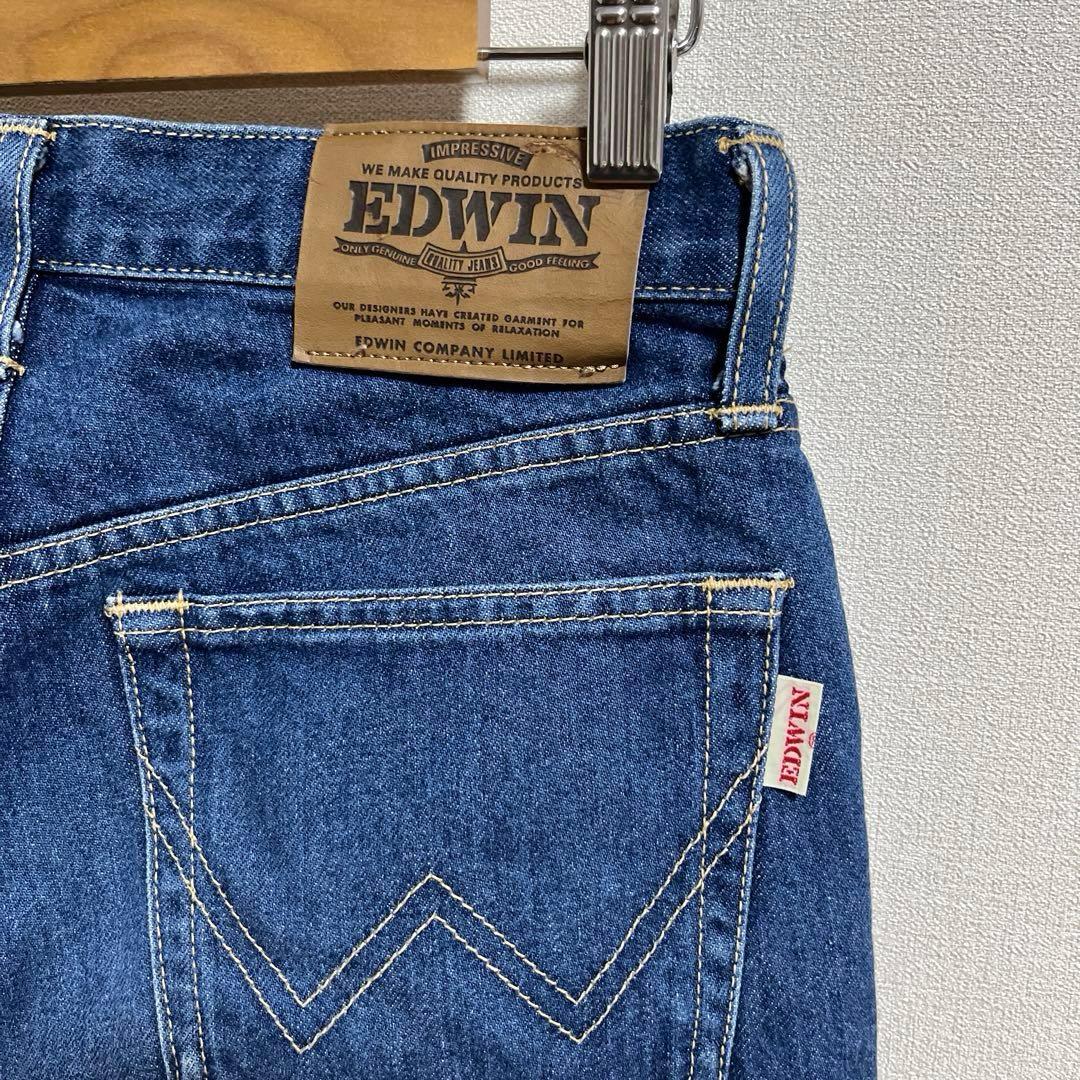 IMPRESSIVE
WE MAKE QUALITY PRODUCTS
EDWIN
ONLY GENUINE QUALITY JEANS GOOD FEELING
OUR DESIGNERS HAVE CREATED GARMENT FOR
PLEASANT MOMENTS OF RELAXATION
EDWIN COMPANY LIMITED
EDWIN